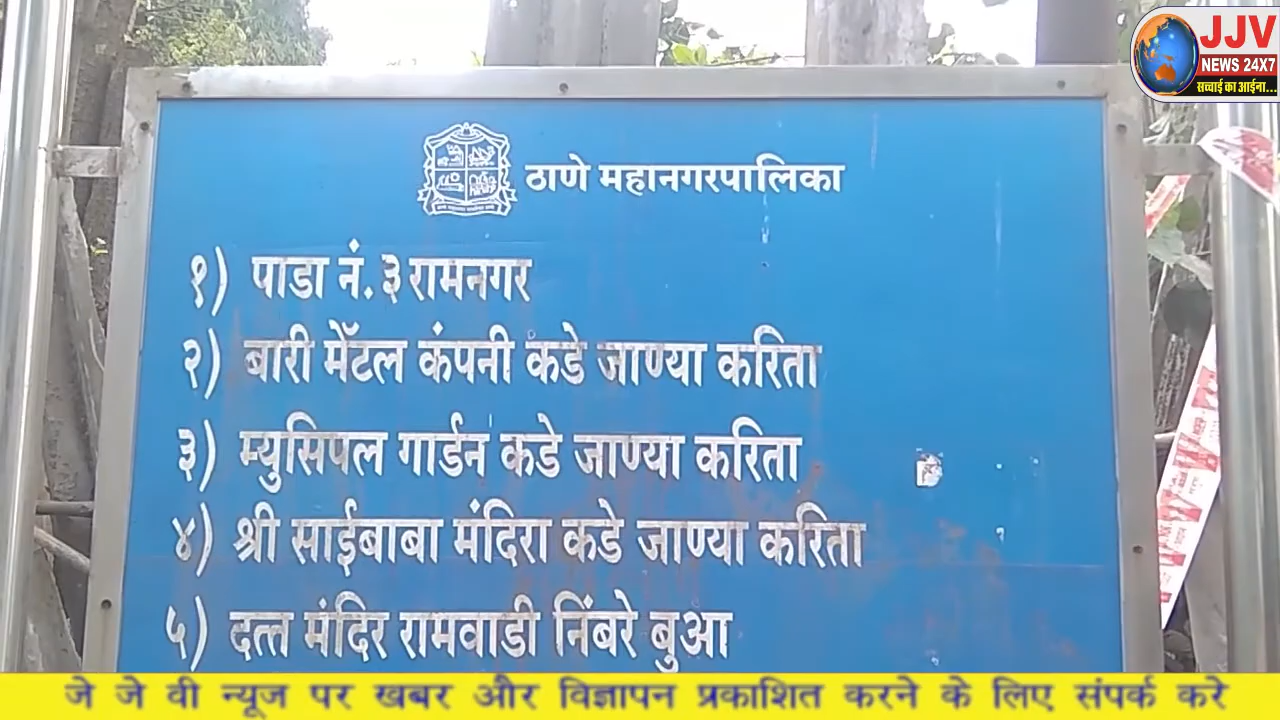 JJV
NEWS 24X7
सच्चाई का आईना...
ठाणे महानगरपालिका
१) पाडा नं. ३ रामनगर
२) बारी मेॅटल कंपनी कडे जाण्या करिता
३) म्युसिपल गार्डन कडे जाण्या करिता
४) श्री साईबाबा मंदिरा कडे जाण्या करिता
५) दत्त मंदिर रामवाडी निंबरे बुआ
जे जे वी न्यूज पर खबर और विज्ञापन प्रकाशित करने के लिए संपर्क करे